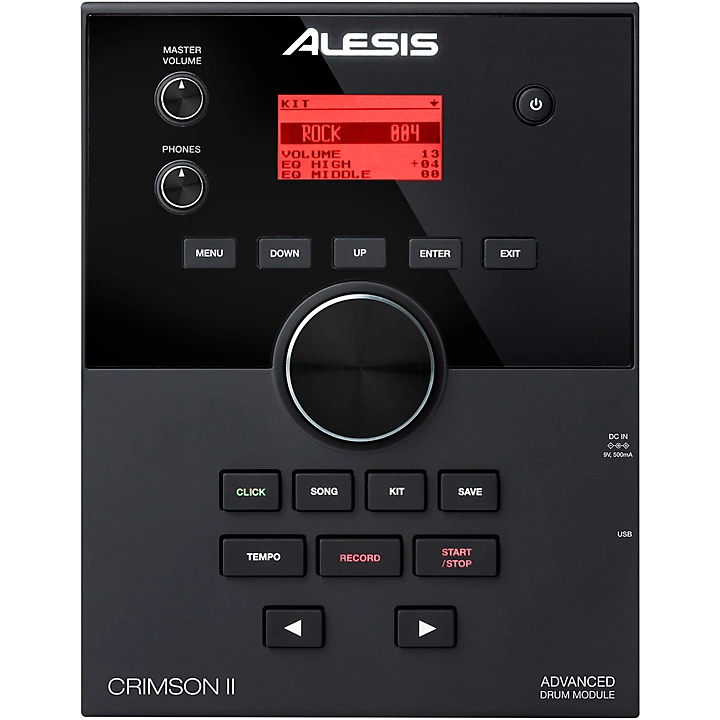 ALESIS
MASTER
VOLUME
PHONES
KIT
ROCK 004
VOLUME 13
EQ HIGH +04
EQ MIDDLE 00
MENU
DOWN
UP
ENTER
EXIT
DC IN
9V, 500mA
CLICK
SONG
KIT
SAVE
USB
TEMPO
RECORD
START
/STOP
CRIMSON II
ADVANCED
DRUM MODULE